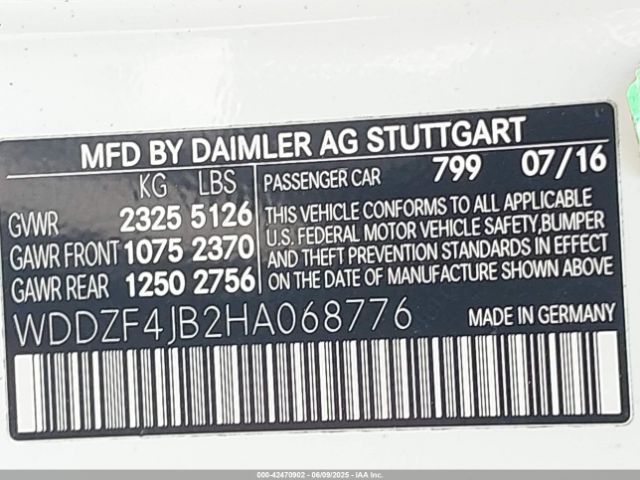 MFD BY DAIMLER AG STUTTGART
KG LBS
GVWR 2325 5126
GAWR FRONT 1075 2370
GAWR REAR 1250 2756
PASSENGER CAR 799 07/16
THIS VEHICLE CONFORMS TO ALL APPLICABLE
U.S. FEDERAL MOTOR VEHICLE SAFETY,BUMPER
AND THEFT PREVENTION STANDARDS IN EFFECT
ON THE DATE OF MANUFACTURE SHOWN ABOVE
WDDZF4JB2HA068776 MADE IN GERMANY
000-42470902 - 06/09/2025 - IAA Inc.